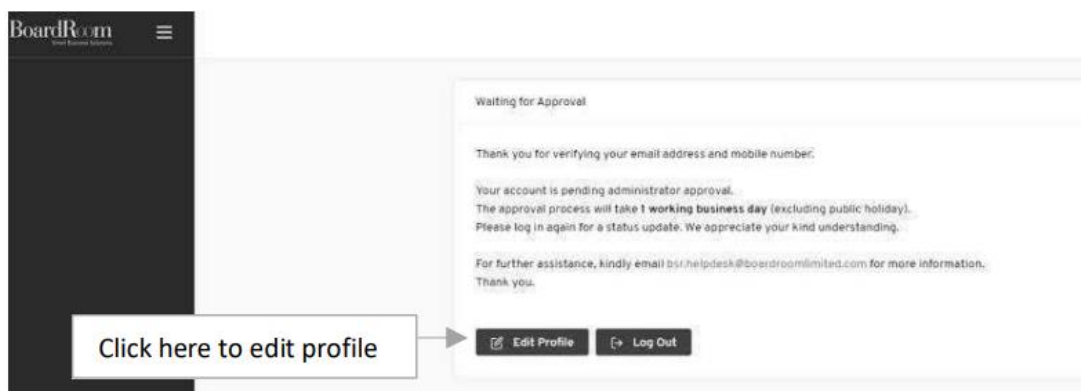 BoardRoom
Smart Business Solutions
Waiting for Approval
Thank you for verifying your email address and mobile number.
Your account is pending administrator approval.
The approval process will take 1 working business day (excluding public holiday).
Please log in again for a status update. We appreciate your kind understanding.
For further assistance, kindly email bsr.helpdesk@boardroomlimited.com for more information.
Thank you.
Click here to edit profile
Edit Profile
Log Out